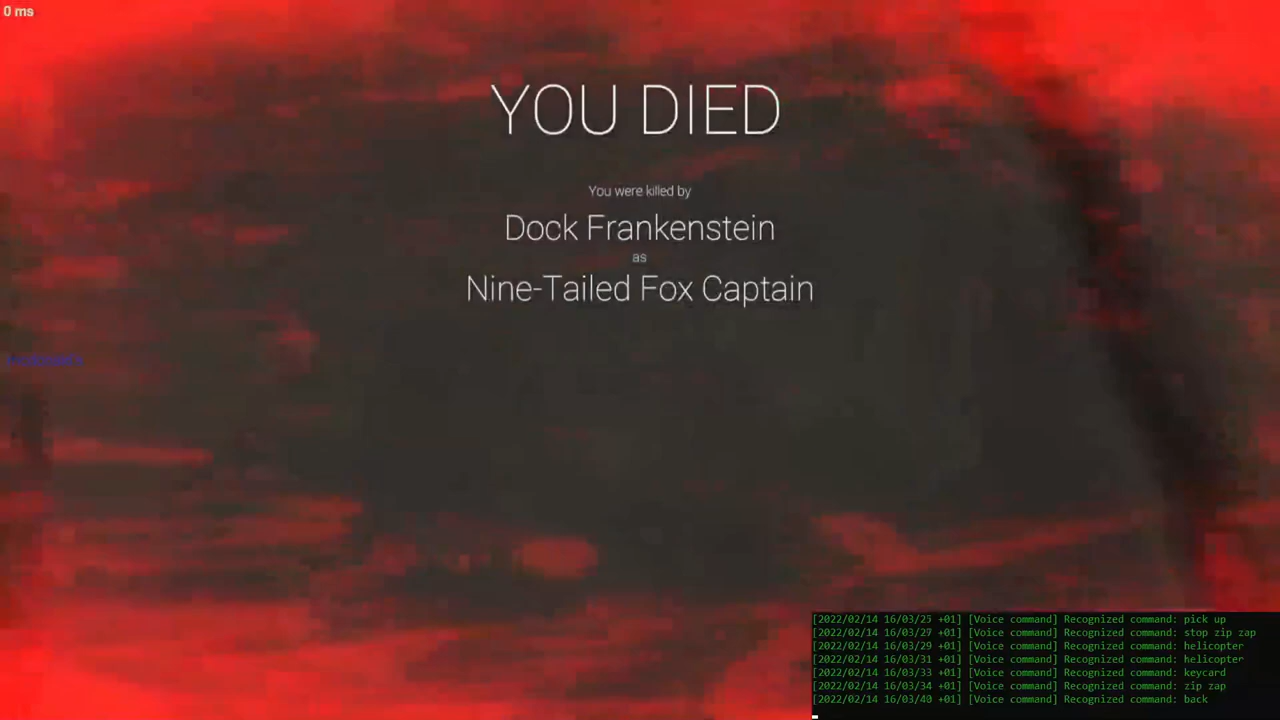 0 ms
YOU DIED
You were killed by
Dock Frankenstein
as
Nine-Tailed Fox Captain
[2022/02/14 16/03/25 +01] [Voice command] Recognized command: pick up
[2022/02/14 16/03/27 +01] [Voice command] Recognized command: stop zip zap
[2022/02/14 16/03/29 +01] [Voice command] Recognized command: helicopter
[2022/02/14 16/03/31 +01] [Voice command] Recognized command: helicopter
[2022/02/14 16/03/33 +01] [Voice command] Recognized command: keycard
[2022/02/14 16/03/34 +01] [Voice command] Recognized command: zip zap
[2022/02/14 16/03/40 +01] [Voice command] Recognized command: back